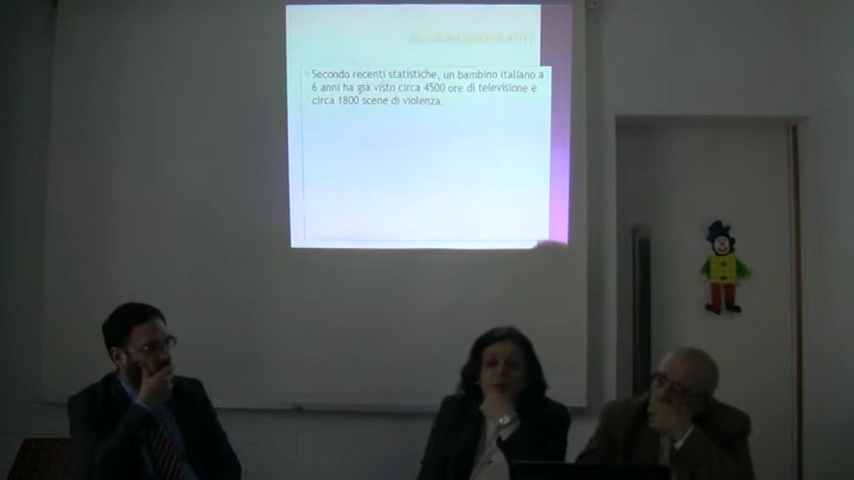 Secondo recenti statistiche, un bambino italiano a
6 anni ha già visto circa 4500 ore di televisione e
circa 1800 scene di violenza.